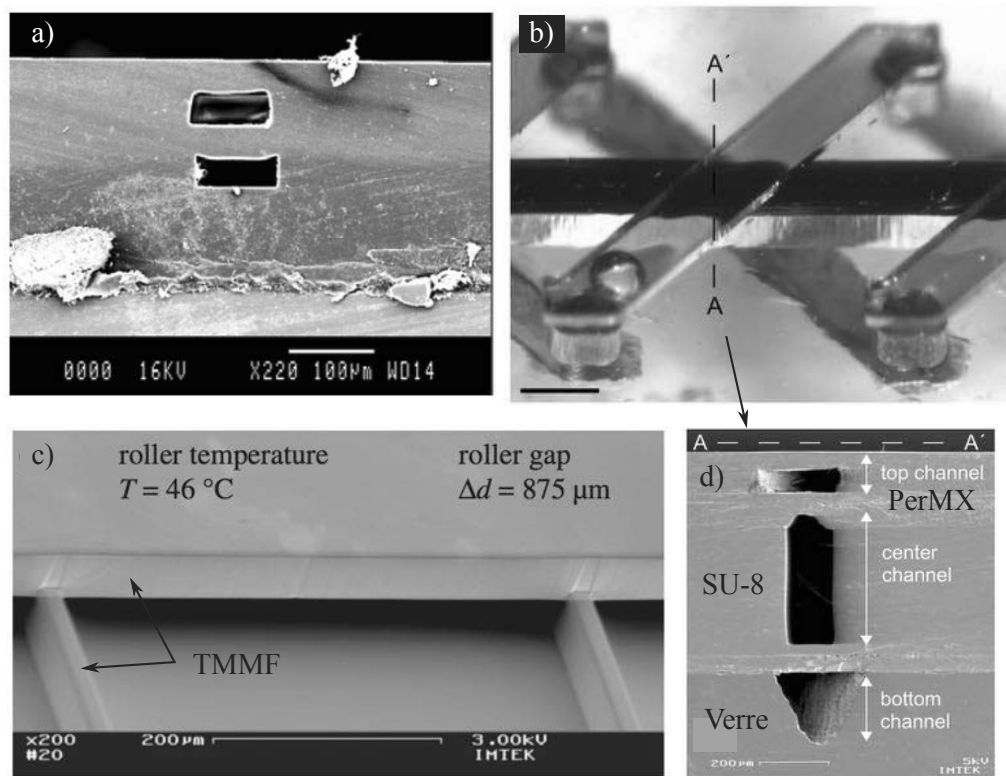 a)
0000 16KV X220 100µm WD14
b)
A´
A
c)
roller temperature
T = 46 °C
roller gap
Δd = 875 µm
TMMF
x200
#20
200µm
3.00kV
IMTEK
d)
A A´
top channel
PerMX
center
channel
SU-8
bottom
channel
Verre
200µm
5kV
IMTEK